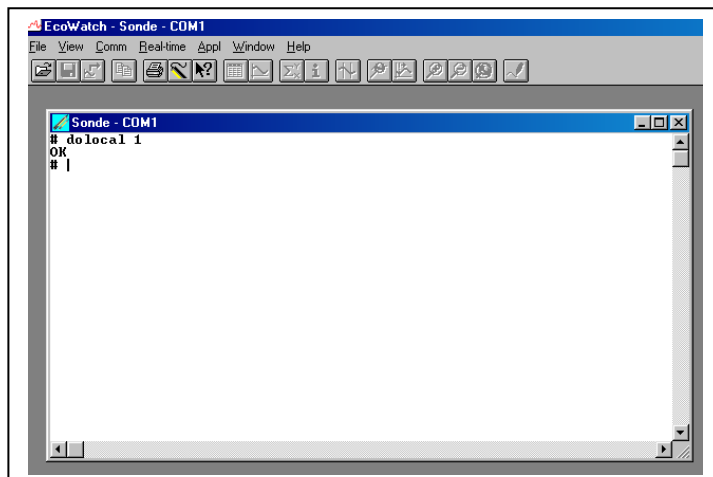 EcoWatch - Sonde - COM1
File View Comm Real-time Appl Window Help
Sonde - COM1
# dolocal 1
OK
#